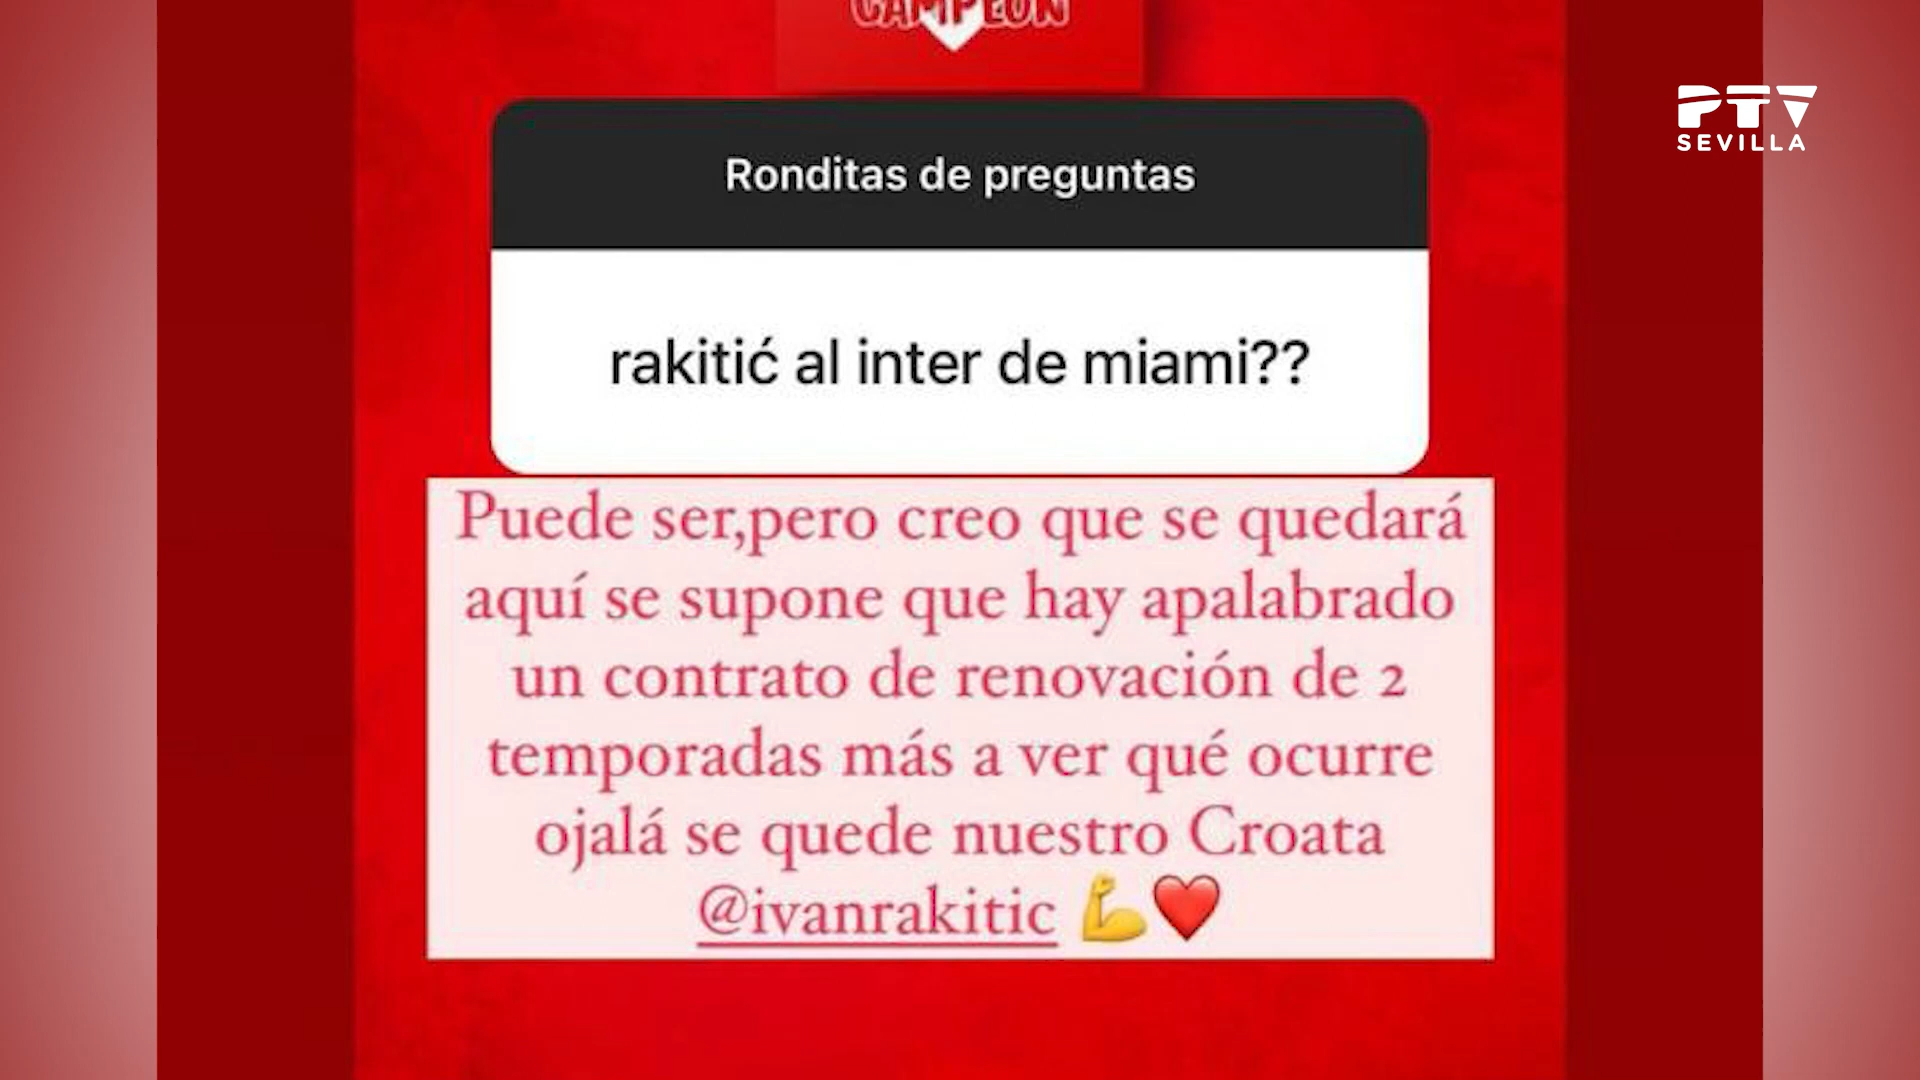 CAMPEÓN
PTV
SEVILLA
Ronditas de preguntas
rakitić al inter de miami??
Puede ser,pero creo que se quedará
aquí se supone que hay apalabrado
un contrato de renovación de 2
temporadas más a ver qué ocurre
ojalá se quede nuestro Croata
@ivanrakitic 💪❤️